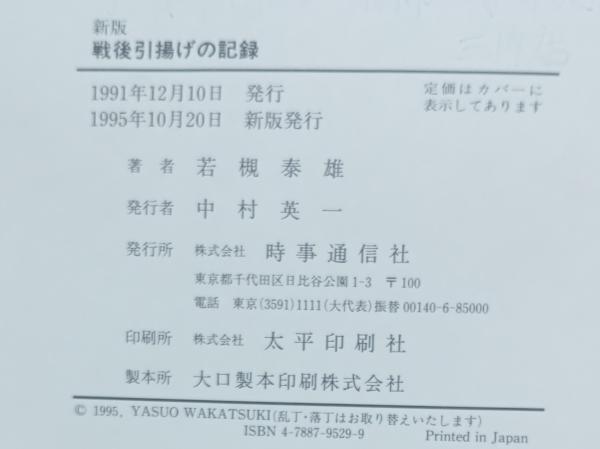 新版
戦後引揚げの記録
1991年12月10日 発行
1995年10月20日 新版発行
定価はカバーに
表示してあります
著者 若槻泰雄
発行者 中村英一
発行所 株式会社 時事通信社
東京都千代田区日比谷公園1-3 〒100
電話 東京(3591)1111(大代表)振替00140-6-85000
印刷所 株式会社 太平印刷社
製本所 大口製本印刷株式会社
© 1995, YASUO WAKATSUKI(乱丁・落丁はお取り替えいたします)
ISBN 4-7887-9529-9 Printed in Japan